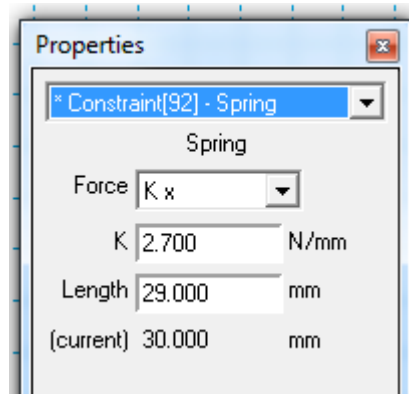 Properties
* Constraint[92] - Spring
Spring
Force K x
K 2.700 N/mm
Length 29.000 mm
(current) 30.000 mm